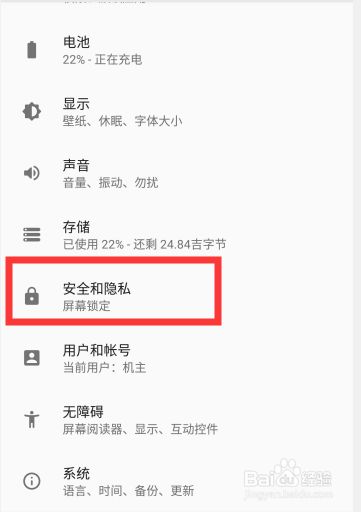 电池
22% - 正在充电
显示
壁纸、休眠、字体大小
声音
音量、振动、勿扰
存储
已使用 22% - 还剩 24.84吉字节
安全和隐私
屏幕锁定
用户和帐号
当前用户：机主
无障碍
屏幕阅读器、显示、互动控件
系统
语言、时间、备份、更新
Baidu 经验
jingyan.baidu.com